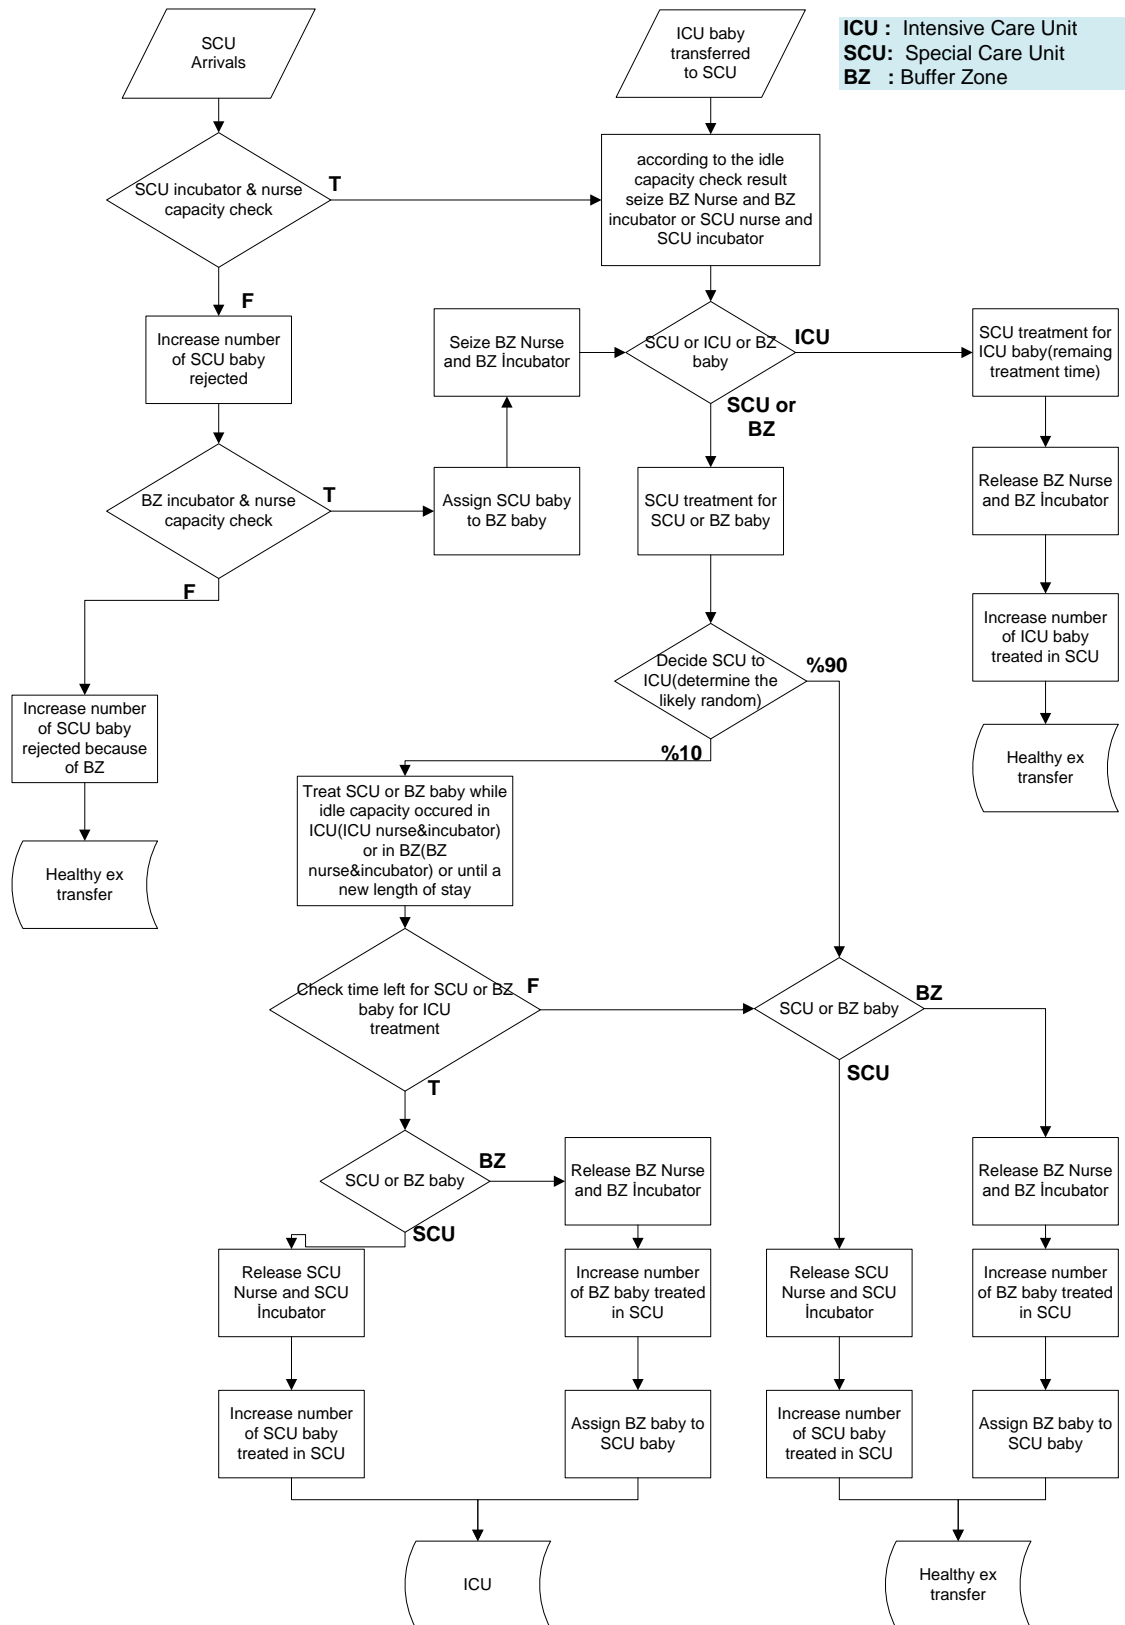 SCU
Arrivals
ICU baby
transferred
to SCU
ICU : Intensive Care Unit
SCU: Special Care Unit
BZ : Buffer Zone
SCU incubator & nurse
capacity check
T
according to the idle
capacity check result
seize BZ Nurse and BZ
incubator or SCU nurse and
SCU incubator
F
Increase number
of SCU baby
rejected
Seize BZ Nurse
and BZ İncubator
SCU or ICU or BZ
baby
ICU
SCU treatment for
ICU baby(remaing
treatment time)
SCU or
BZ
BZ incubator & nurse
capacity check
T
Assign SCU baby
to BZ baby
SCU treatment for
SCU or BZ baby
Release BZ Nurse
and BZ İncubator
F
Increase number
of ICU baby
treated in SCU
Decide SCU to
ICU(determine the
likely random)
%90
%10
Increase number
of SCU baby
rejected because
of BZ
Healthy ex
transfer
Treat SCU or BZ baby while
idle capacity occured in
ICU(ICU nurse&incubator)
or in BZ(BZ
nurse&incubator) or until a
new length of stay
Healthy ex
transfer
Check time left for SCU or BZ
baby for ICU
treatment
F
SCU or BZ baby
BZ
SCU
T
SCU or BZ baby
BZ
SCU
Release BZ Nurse
and BZ İncubator
Release BZ Nurse
and BZ İncubator
Release SCU
Nurse and SCU
İncubator
Increase number
of BZ baby treated
in SCU
Release SCU
Nurse and SCU
İncubator
Increase number
of BZ baby treated
in SCU
Increase number
of SCU baby
treated in SCU
Assign BZ baby to
SCU baby
Increase number
of SCU baby
treated in SCU
Assign BZ baby to
SCU baby
ICU
Healthy ex
transfer